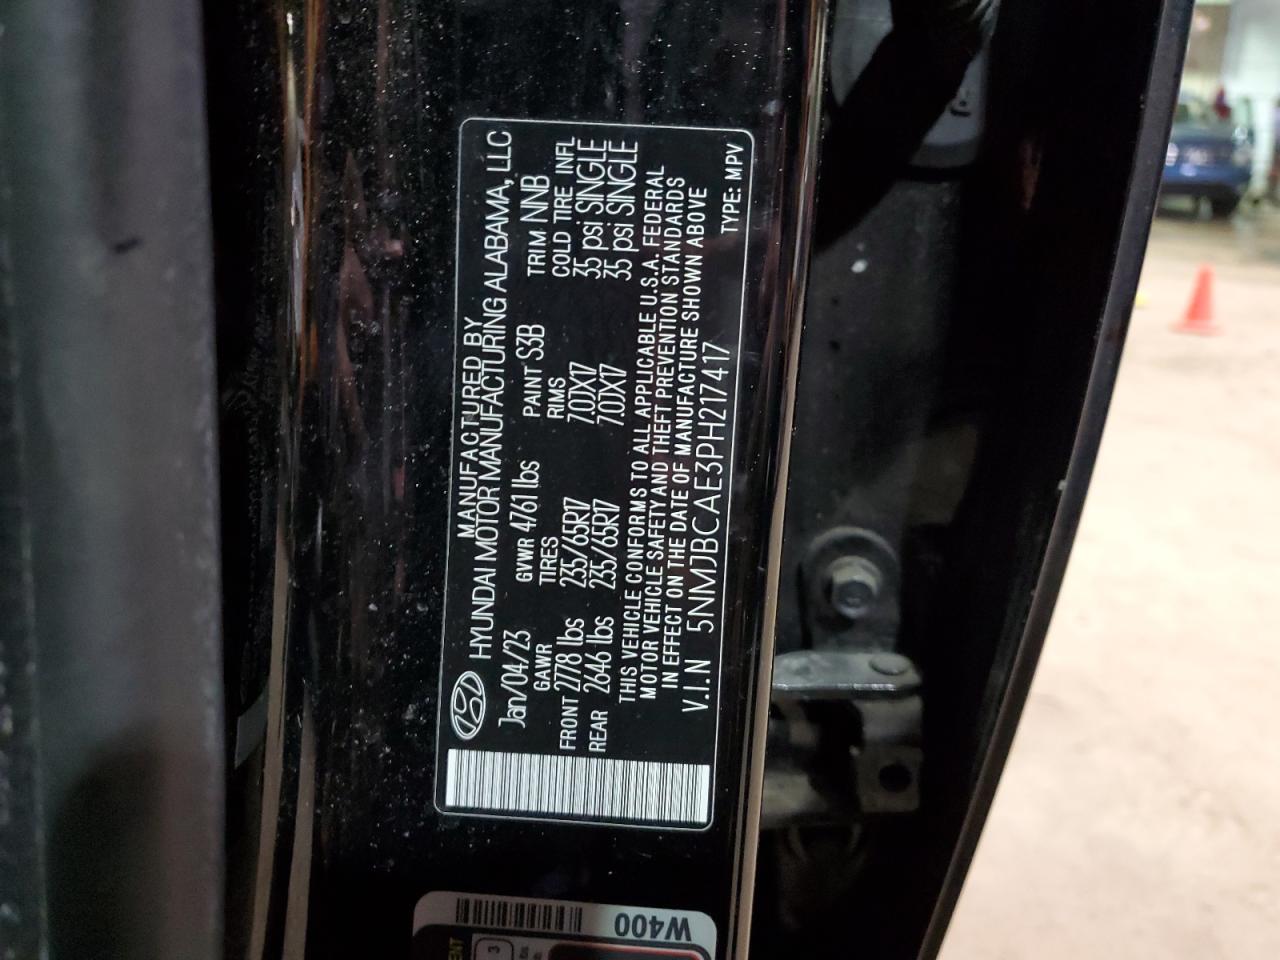 MANUFACTURED BY
HYUNDAI MOTOR MANUFACTURING ALABAMA, LLC
Jan/04/23 GVWR 4761 lbs PAINT S3B TRIM NNB
GAWR TIRES RIMS COLD TIRE INFL
FRONT 2778 lbs 235/65R17 7.0JX17 35 psi SINGLE
REAR 2646 lbs 235/65R17 7.0JX17 35 psi SINGLE
THIS VEHICLE CONFORMS TO ALL APPLICABLE U.S.A. FEDERAL
MOTOR VEHICLE SAFETY AND THEFT PREVENTION STANDARDS
IN EFFECT ON THE DATE OF MANUFACTURE SHOWN ABOVE
V.I.N 5NMJBCAE3PH217417 TYPE: MPV
W400
3